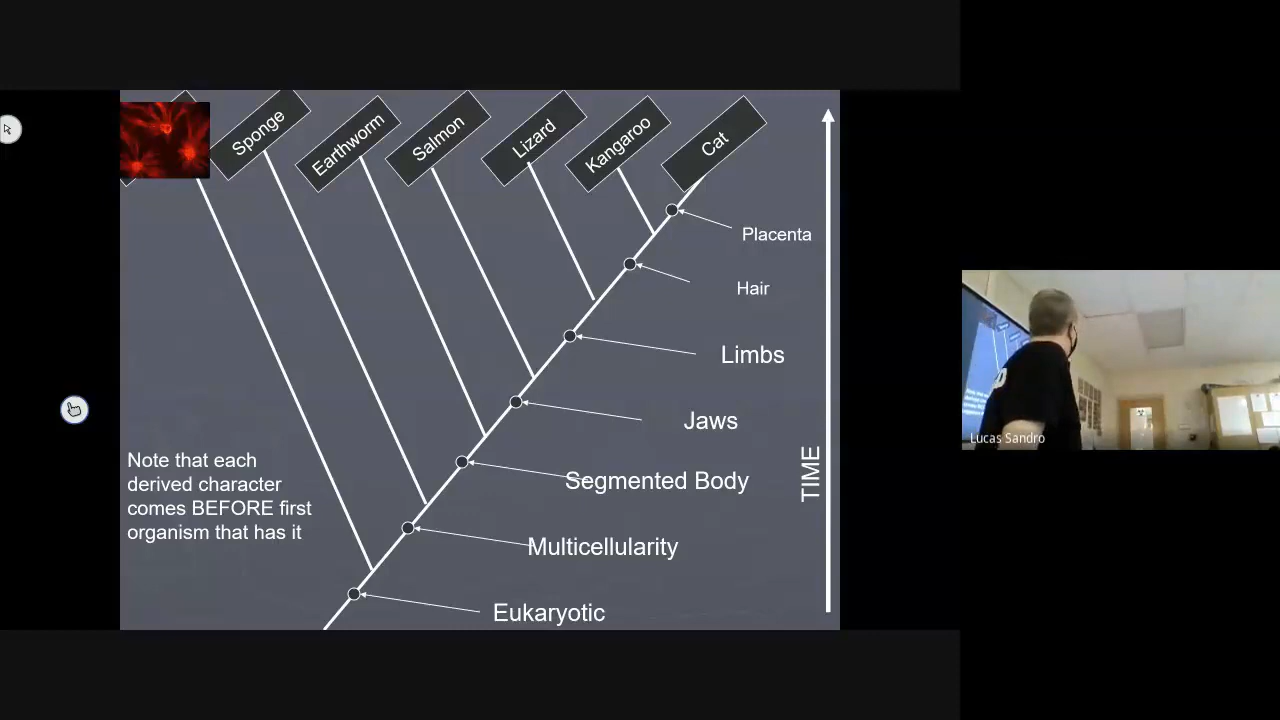 Sponge
Earthworm
Salmon
Lizard
Kangaroo
Cat
Placenta
Hair
Limbs
Jaws
Segmented Body
Multicellularity
Eukaryotic
TIME
Note that each
derived character
comes BEFORE first
organism that has it
Lucas Sandro